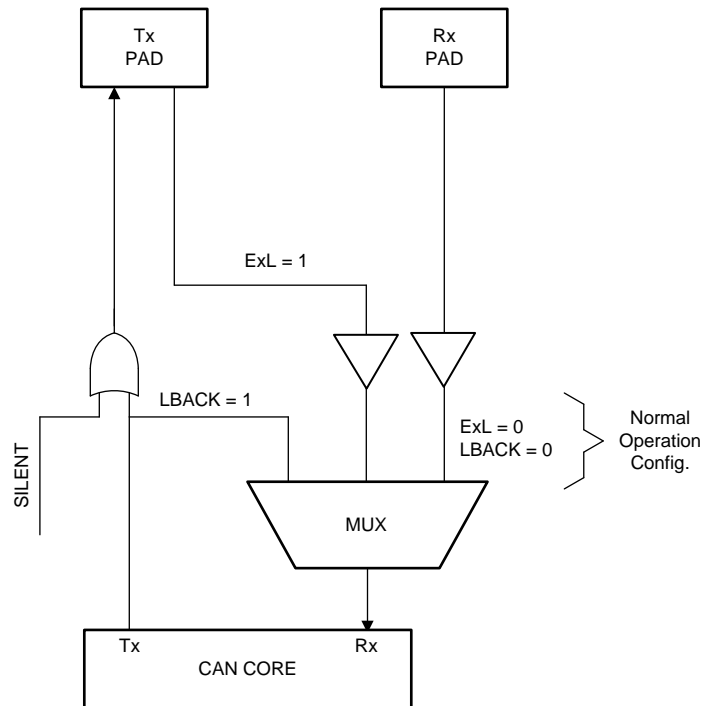 Tx
PAD
Rx
PAD
ExL = 1
LBACK = 1
ExL = 0
LBACK = 0
Normal
Operation
Config.
SILENT
MUX
Tx
Rx
CAN CORE